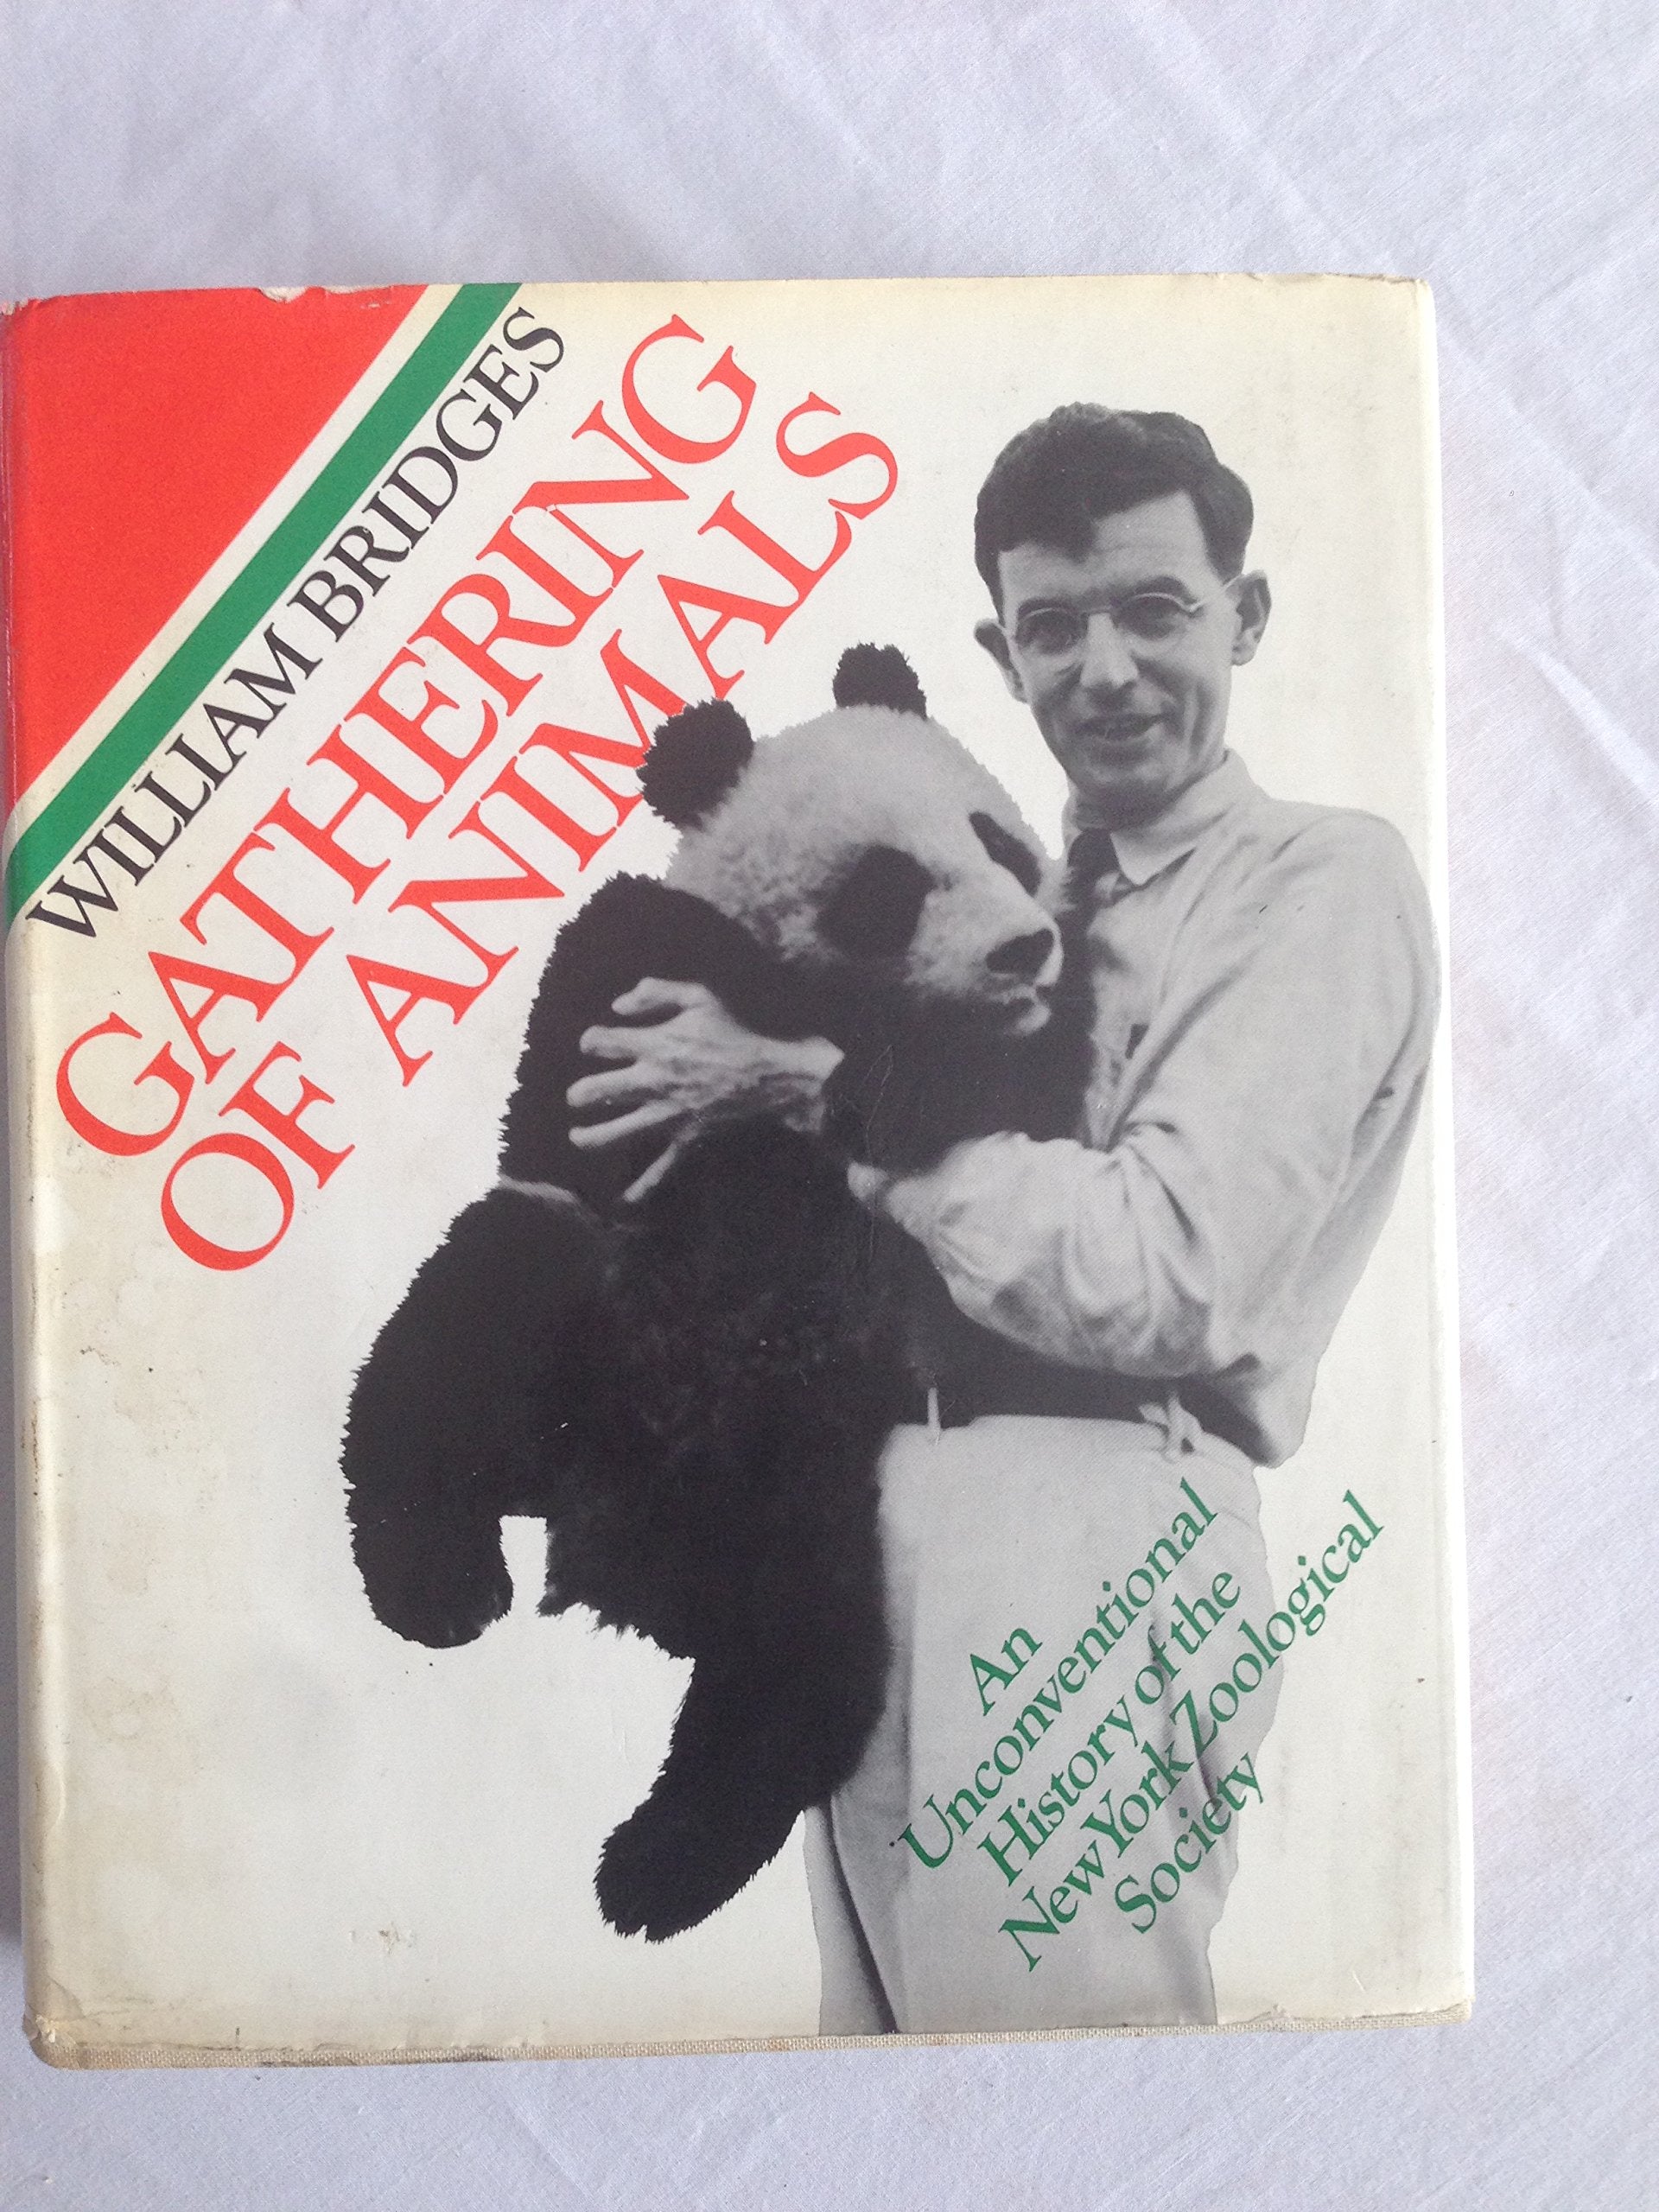 WILLIAM BRIDGES
GATHERING
OF ANIMALS
An
Unconventional
History of the
New York Zoological
Society